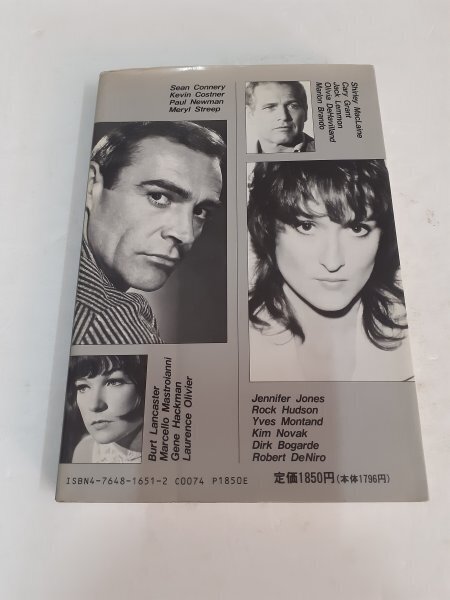 Sean Connery
Kevin Costner
Paul Newman
Meryl Streep
Shirley MacLaine
Cary Grant
Jack Lemmon
Olivia DeHavilland
Marlon Brando
Burt Lancaster
Marcello Mastroianni
Gene Hackman
Laurence Olivier
Jennifer Jones
Rock Hudson
Yves Montand
Kim Novak
Dirk Bogarde
Robert DeNiro
ISBN4-7648-1651-2 C0074 P1850E
定価1850円(本体1796円)